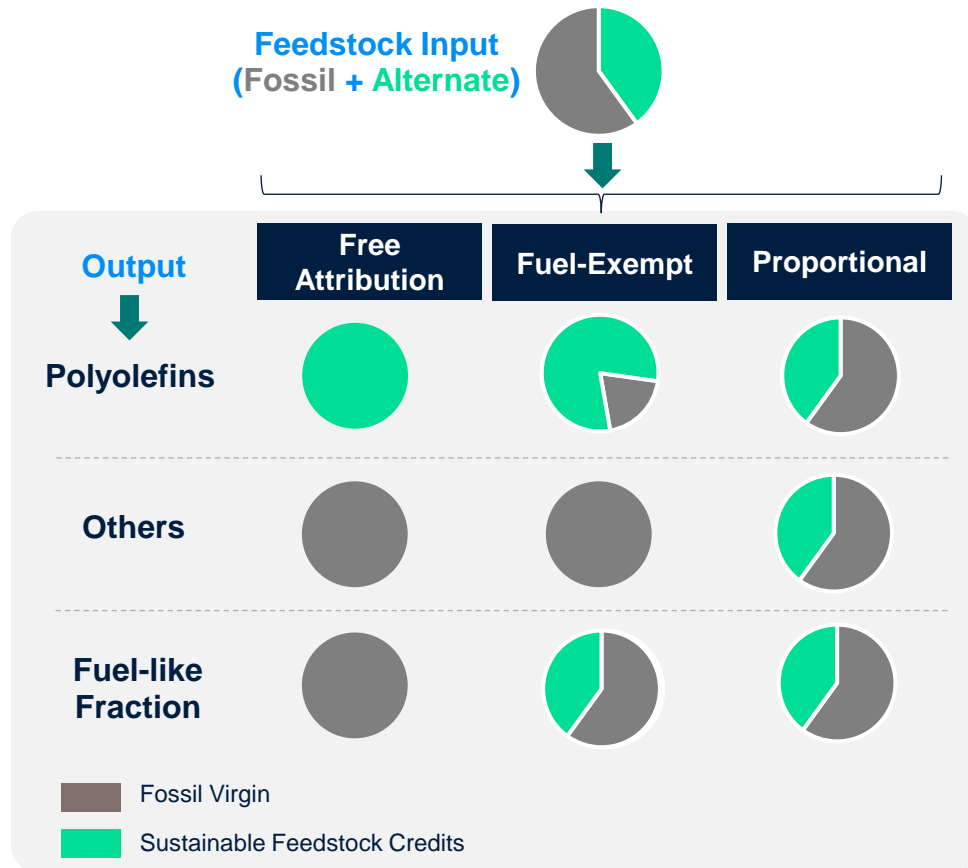 Feedstock Input
(Fossil + Alternate)
Output
Free
Attribution
Fuel-Exempt
Proportional
Polyolefins
Others
Fuel-like
Fraction
Fossil Virgin
Sustainable Feedstock Credits